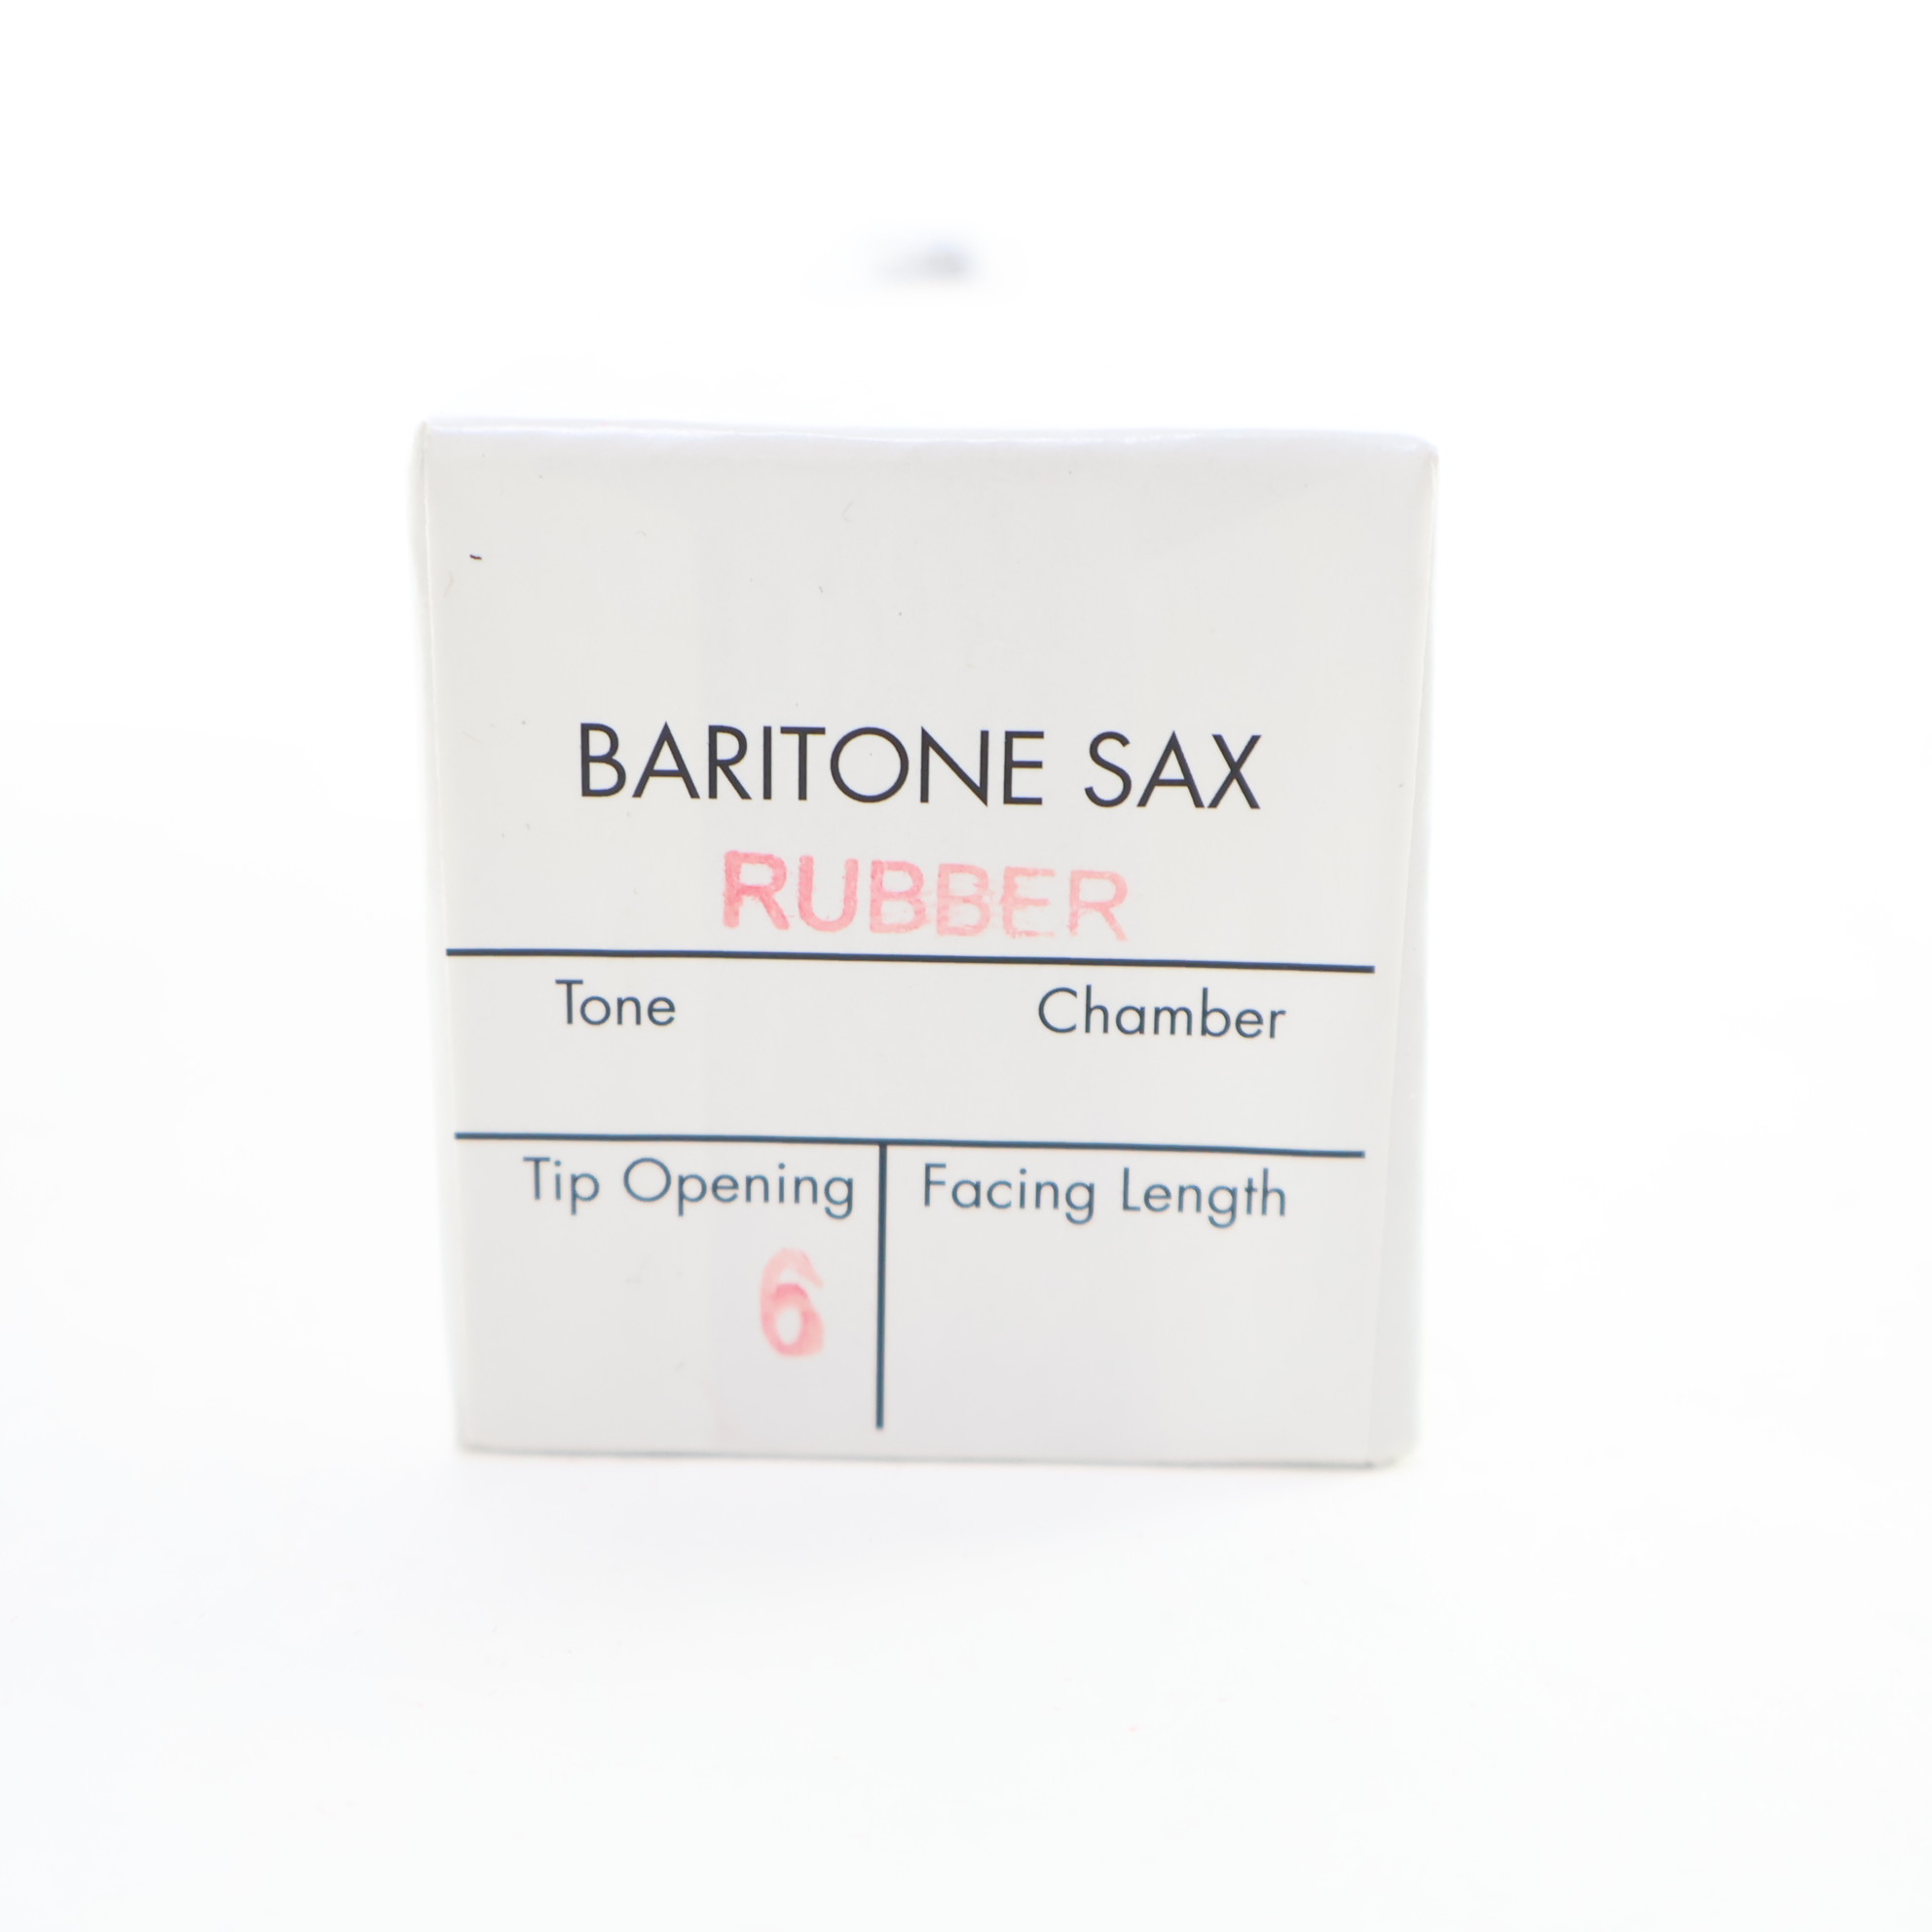 BARITONE SAX
RUBBER
Tone Chamber
Tip Opening Facing Length
6